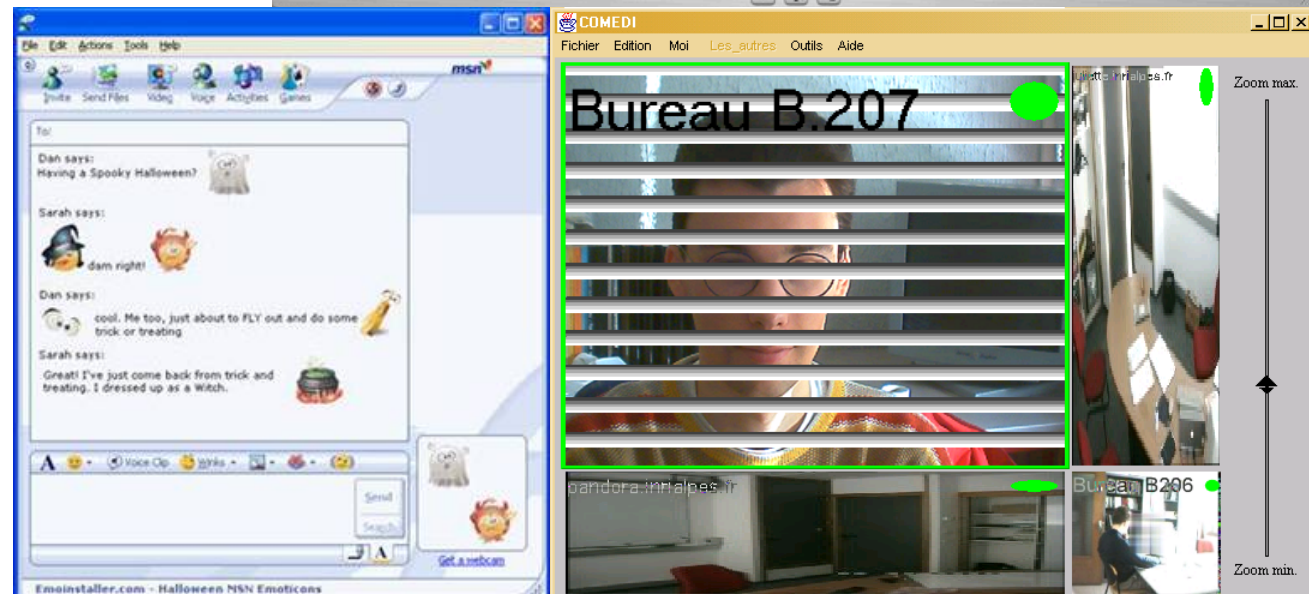 File Edit Actions Tools Help
msn
Invite Send Files Video Voice Activities Games
To:
Dan says:
Having a Spooky Halloween?
Sarah says:
dam right!
Dan says:
cool. Me too, just about to FLY out and do some
trick or treating
Sarah says:
Great! I've just come back from trick and
treating. I dressed up as a Witch.
A Voice Clip Winks
Send
Search
A
Get a webcam
Emoinstaller.com - Halloween MSN Emoticons
COMEDI
Fichier Edition Moi Les_autres Outils Aide
Bureau B.207
Zoom max.
pandora.inrialpes.fr
Bureau B206
Zoom min.